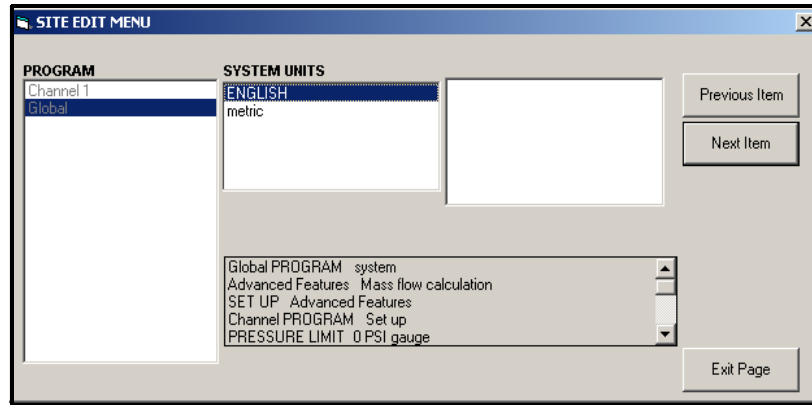 SITE EDIT MENU
PROGRAM
Channel 1
Global
SYSTEM UNITS
ENGLISH
metric
Previous Item
Next Item
Global PROGRAM system
Advanced Features Mass flow calculation
SET UP Advanced Features
Channel PROGRAM Set up
PRESSURE LIMIT 0 PSI gauge
Exit Page